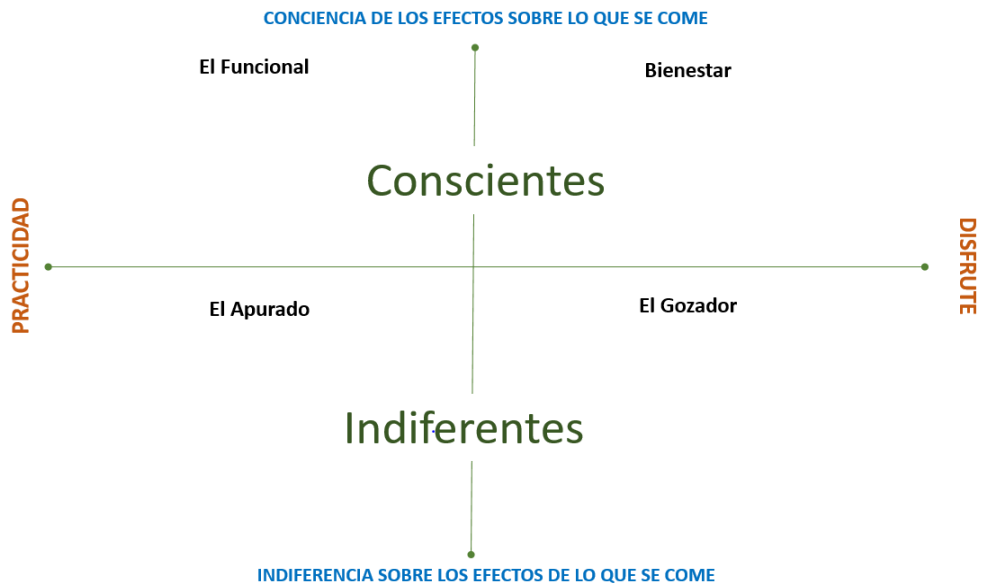 CONCIENCIA DE LOS EFECTOS SOBRE LO QUE SE COME
El Funcional
Bienestar
Conscientes
PRACTICIDAD
DISFRUTE
El Apurado
El Gozador
Indiferentes
INDIFERENCIA SOBRE LOS EFECTOS DE LO QUE SE COME